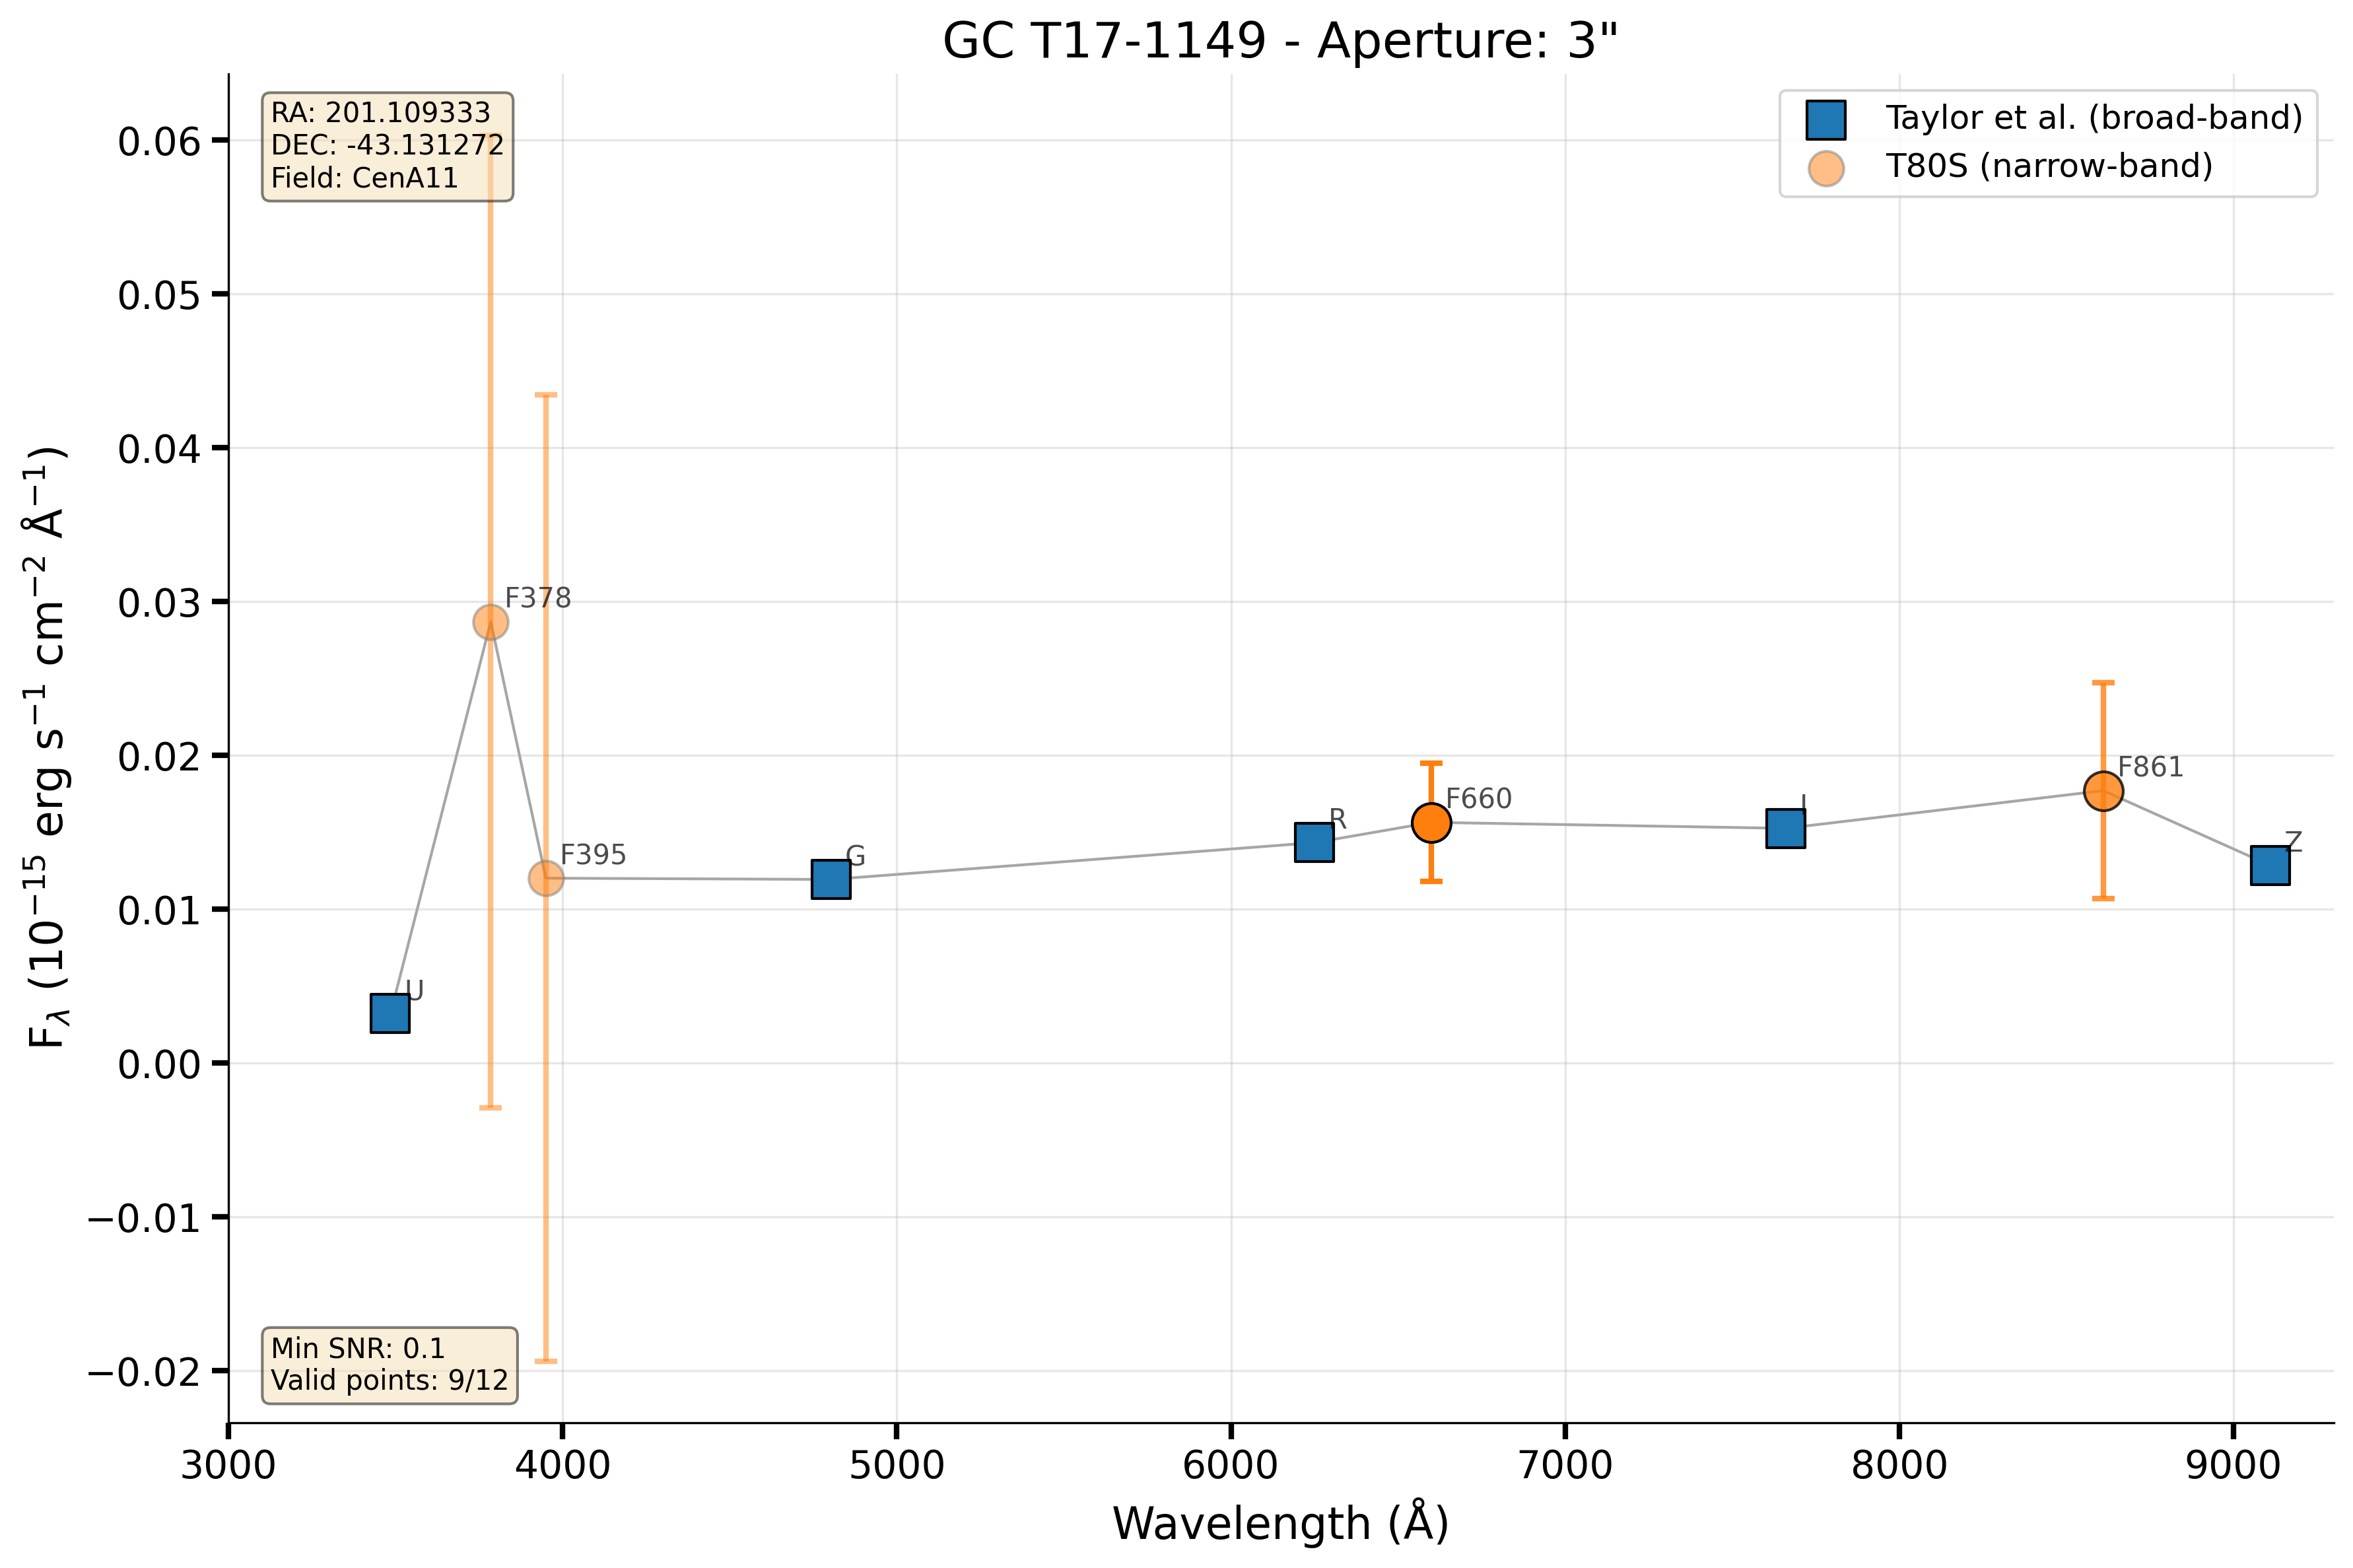 GC T17-1149 - Aperture: 3"
RA: 201.109333
DEC: -43.131272
Field: CenA11
Taylor et al. (broad-band)
T80S (narrow-band)
0.06
0.05
0.04
0.03
0.02
0.01
0.00
−0.01
−0.02
F$_{λ}$ (10$^{−15}$ erg s$^{−1}$ cm$^{−2}$ Å$^{−1}$)
U
F378
F395
G
R
F660
I
F861
Z
Min SNR: 0.1
Valid points: 9/12
3000 4000 5000 6000 7000 8000 9000
Wavelength (Å)